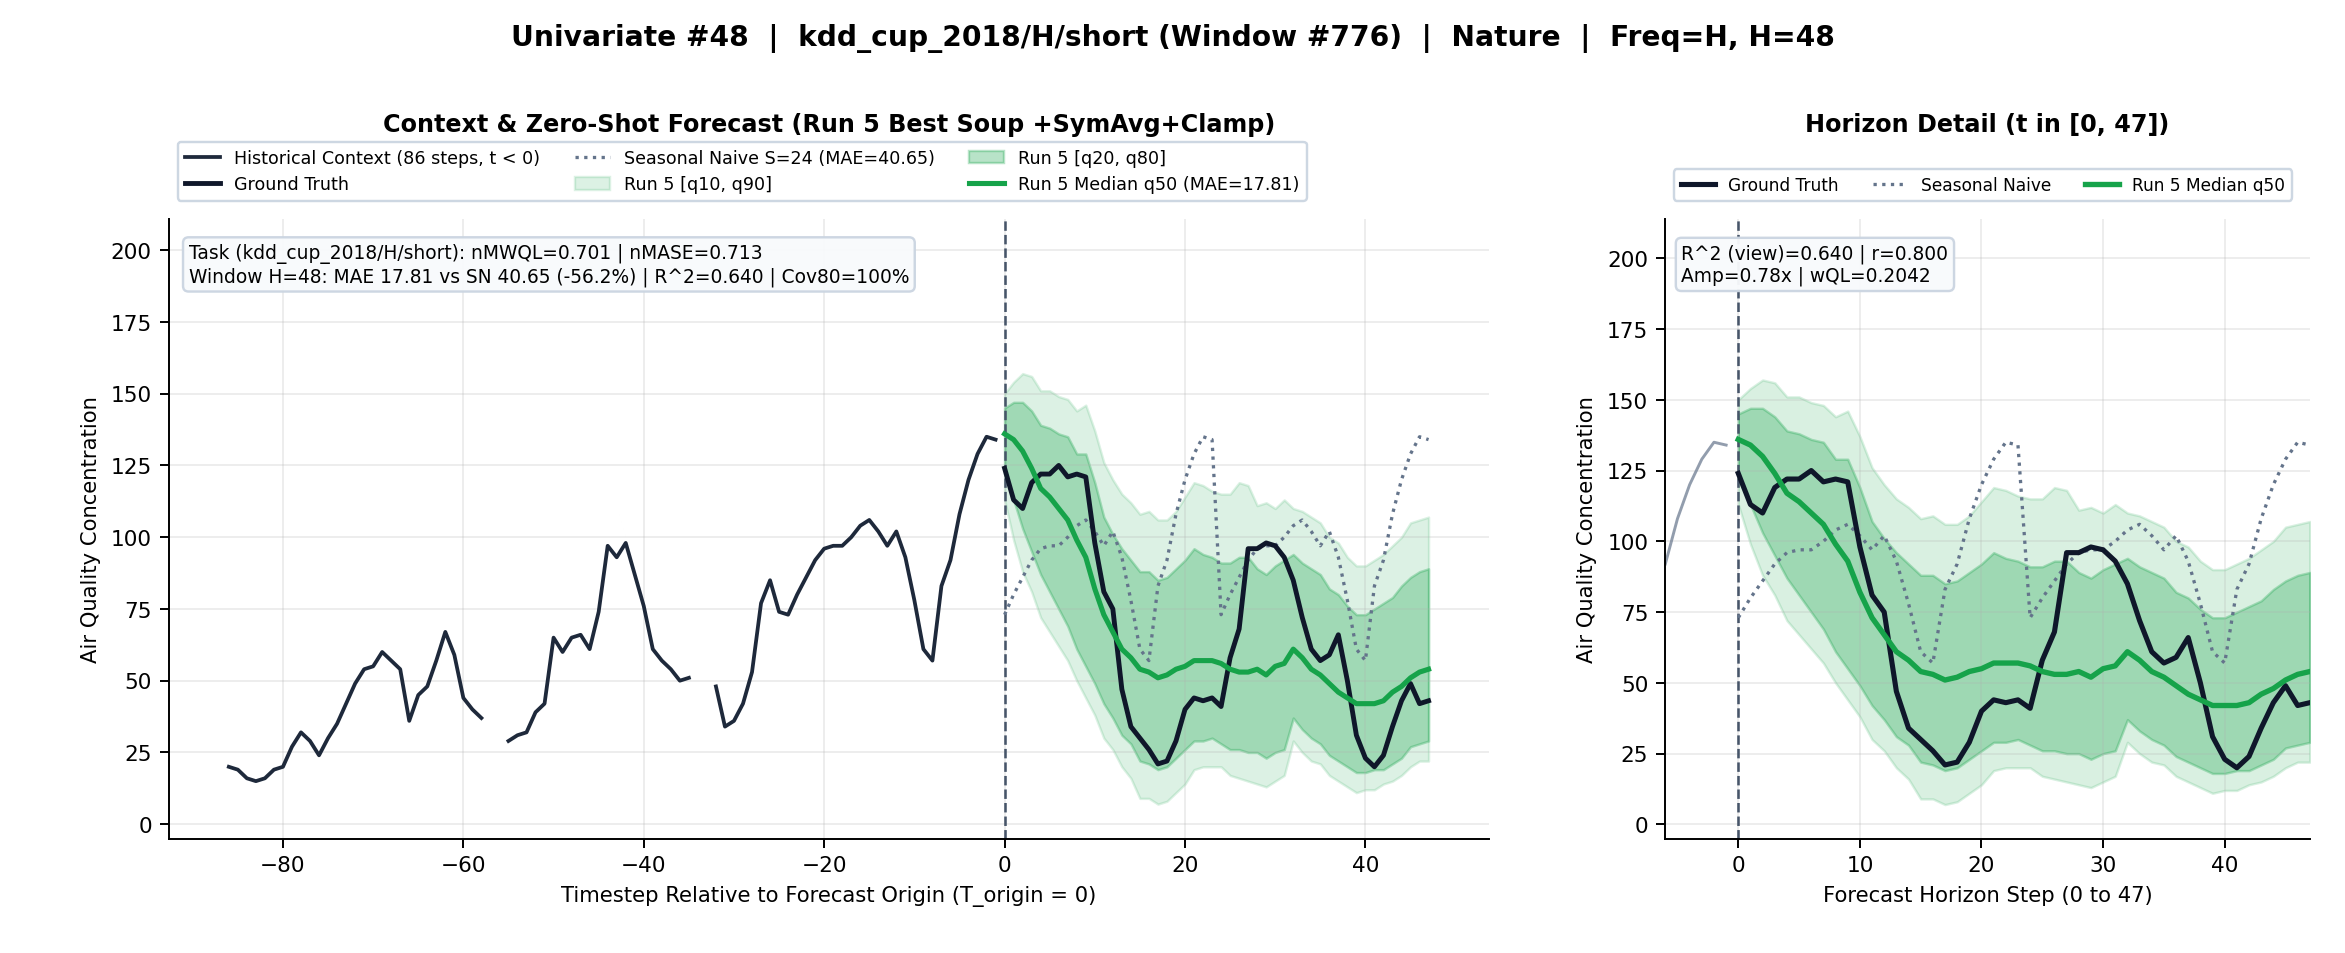 Univariate #48 | kdd_cup_2018/H/short (Window #776) | Nature | Freq=H, H=48
Context & Zero-Shot Forecast (Run 5 Best Soup +SymAvg+Clamp)
Historical Context (86 steps, t < 0)
Ground Truth
Seasonal Naive S=24 (MAE=40.65)
Run 5 [q10, q90]
Run 5 [q20, q80]
Run 5 Median q50 (MAE=17.81)
Task (kdd_cup_2018/H/short): nMWQL=0.701 | nMASE=0.713
Window H=48: MAE 17.81 vs SN 40.65 (-56.2%) | R^2=0.640 | Cov80=100%
Air Quality Concentration
200
175
150
125
100
75
50
25
0
−80
−60
−40
−20
0
20
40
Timestep Relative to Forecast Origin (T_origin = 0)
Horizon Detail (t in [0, 47])
Ground Truth
Seasonal Naive
Run 5 Median q50
R^2 (view)=0.640 | r=0.800
Amp=0.78x | wQL=0.2042
Air Quality Concentration
200
175
150
125
100
75
50
25
0
0
10
20
30
40
Forecast Horizon Step (0 to 47)